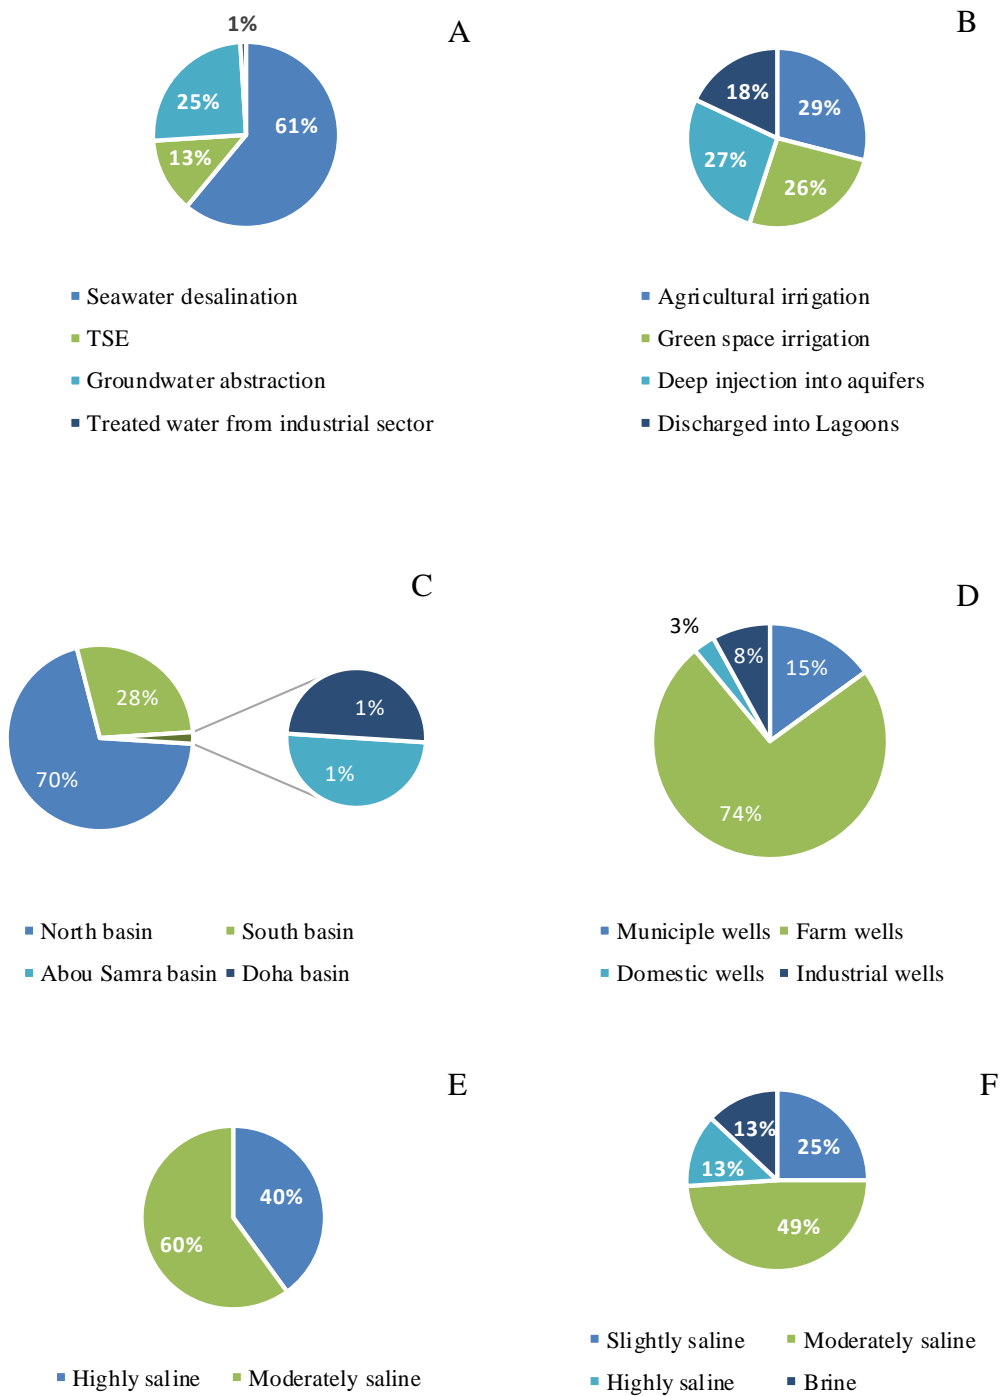 A
1%
25%
61%
13%
Seawater desalination
TSE
Groundwater abstraction
Treated water from industrial sector
B
18%
29%
27%
26%
Agricultural irrigation
Green space irrigation
Deep injection into aquifers
Discharged into Lagoons
C
28%
70%
1%
1%
North basin South basin
Abou Samra basin Doha basin
D
3%
8%
15%
74%
Municiple wells Farm wells
Domestic wells Industrial wells
E
40%
60%
Highly saline Moderately saline
F
13%
25%
13%
49%
Slightly saline Moderately saline
Highly saline Brine